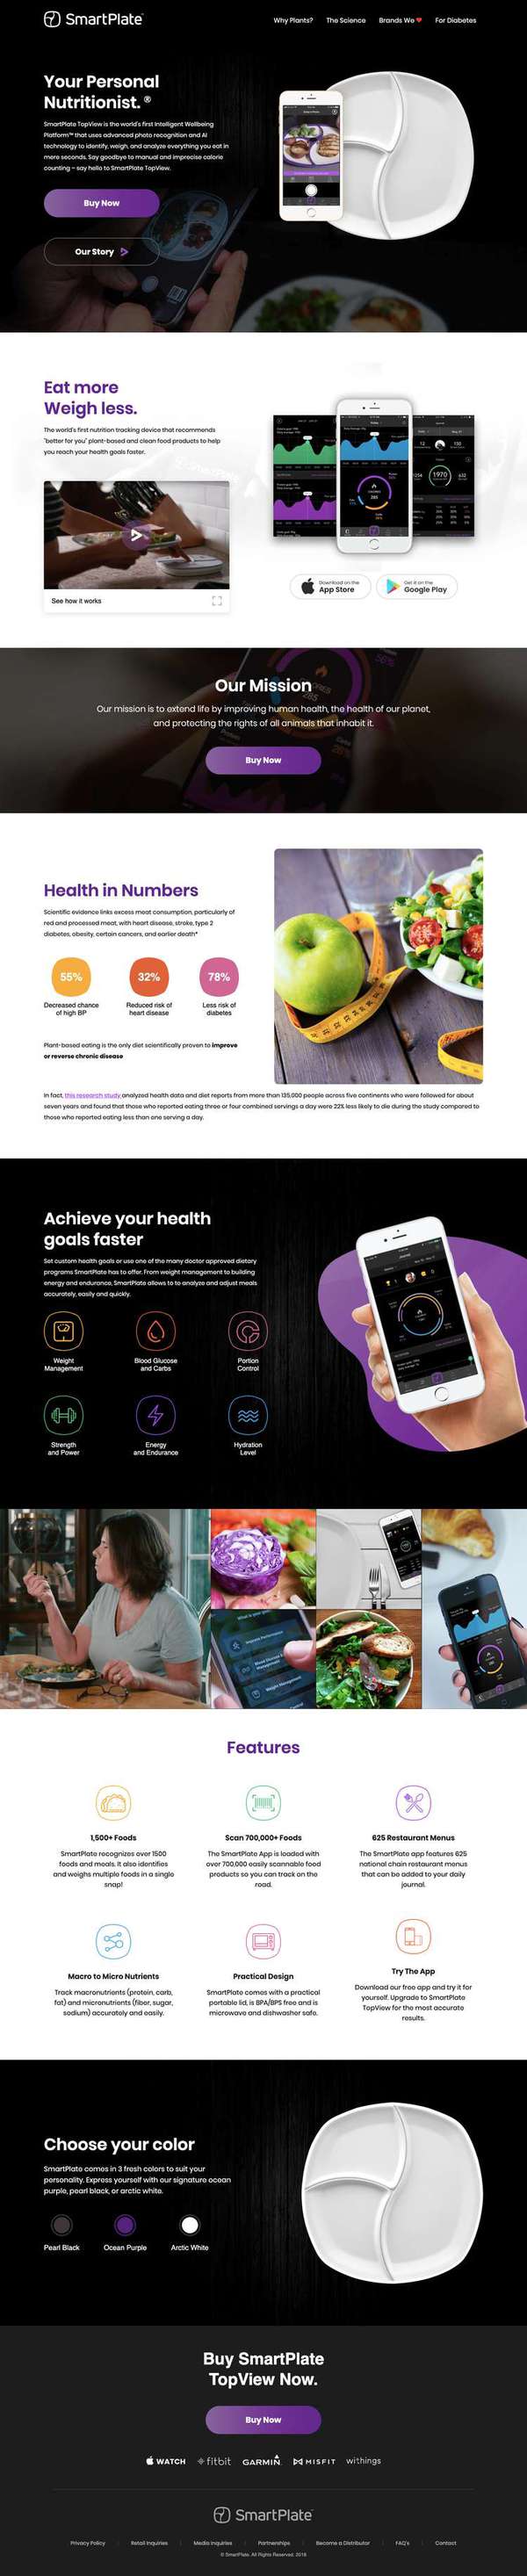 SmartPlate
Why Plants? The Science Brands We ❤ For Diabetes
Your Personal
Nutritionist. ®
SmartPlate TopView is the world's first Intelligent Wellbeing
Platform™ that uses advanced photo recognition and AI
technology to identify, weigh, and analyze everything you eat in
mere seconds. Say goodbye to manual and imprecise calorie
counting – say hello to SmartPlate TopView.
Buy Now
Our Story
Eat more
Weigh less.
The world's first nutrition tracking device that recommends
"better for you" plant-based and clean food products to help
you reach your health goals faster.
See how it works
1970
285
Download on the
App Store
Get it on the
Google Play
Our Mission
Our mission is to extend life by improving human health, the health of our planet,
and protecting the rights of all animals that inhabit it.
Buy Now
Health in Numbers
Scientific evidence links excess meat consumption, particularly of
red and processed meat, with heart disease, stroke, type 2
diabetes, obesity, certain cancers, and earlier death*
55% 32% 78%
Decreased chance
of high BP
Reduced risk of
heart disease
Less risk of
diabetes
Plant-based eating is the only diet scientifically proven to improve
or reverse chronic disease
In fact, this research study analyzed health data and diet reports from more than 135,000 people across five continents who were followed for about
seven years and found that those who reported eating three or four combined servings a day were 22% less likely to die during the study compared to
those who reported eating less than one serving a day.
Achieve your health
goals faster
Set custom health goals or use one of the many doctor approved dietary
programs SmartPlate has to offer. From weight management to building
energy and endurance, SmartPlate allows to to analyze and adjust meals
accurately, easily and quickly.
Weight
Management
Blood Glucose
and Carbs
Portion
Control
Strength
and Power
Energy
and Endurance
Hydration
Level
Features
1,500+ Foods
SmartPlate recognizes over 1500
foods and meals. It also identifies
and weighs multiple foods in a single
snap!
Scan 700,000+ Foods
The SmartPlate App is loaded with
over 700,000 easily scannable food
products so you can track on the
road.
625 Restaurant Menus
The SmartPlate app features 625
national chain restaurant menus
that can be added to your daily
journal.
Macro to Micro Nutrients
Track macronutrients (protein, carb,
fat) and micronutrients (fiber, sugar,
sodium) accurately and easily.
Practical Design
SmartPlate comes with a practical
portable lid, is BPA/BPS free and is
microwave and dishwasher safe.
Try The App
Download our free app and try it for
yourself. Upgrade to SmartPlate
TopView for the most accurate
results.
Choose your color
SmartPlate comes in 3 fresh colors to suit your
personality. Express yourself with our signature ocean
purple, pearl black, or arctic white.
Pearl Black Ocean Purple Arctic White
Buy SmartPlate
TopView Now.
Buy Now
WATCH fitbit GARMIN MISFIT withings
SmartPlate
Privacy Policy Retail Inquiries Media Inquiries Partnerships Become a Distributor FAQ's Contact
© SmartPlate. All Rights Reserved. 2018